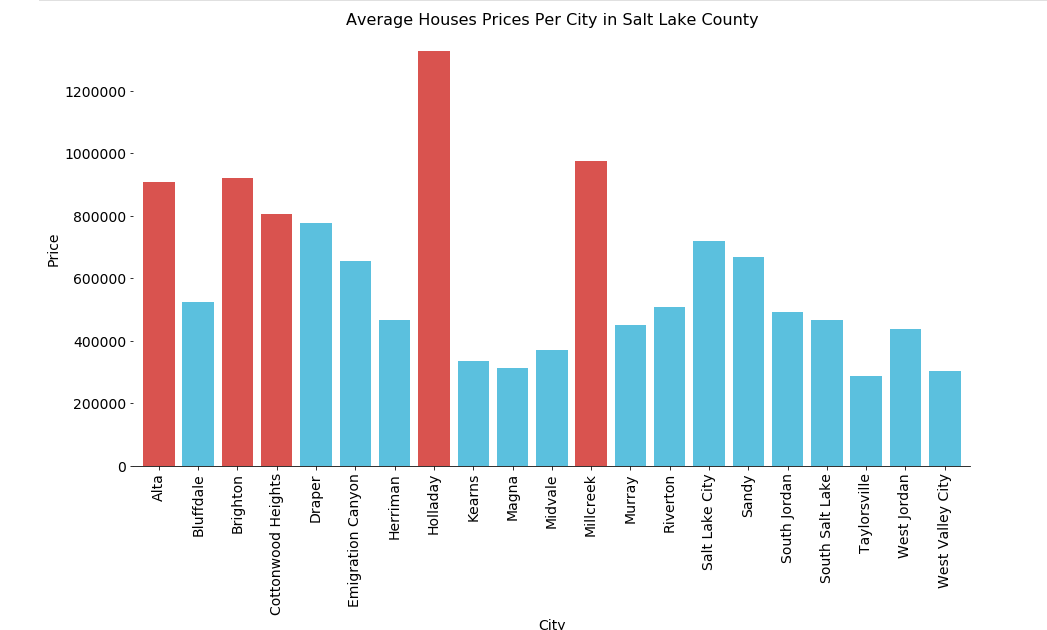 Average Houses Prices Per City in Salt Lake County
1200000
1000000
800000
600000
400000
200000
0
Price
Alta
Bluffdale
Brighton
Cottonwood Heights
Draper
Emigration Canyon
Herriman
Holladay
Kearns
Magna
Midvale
Millcreek
Murray
Riverton
Salt Lake City
Sandy
South Jordan
South Salt Lake
Taylorsville
West Jordan
West Valley City
City